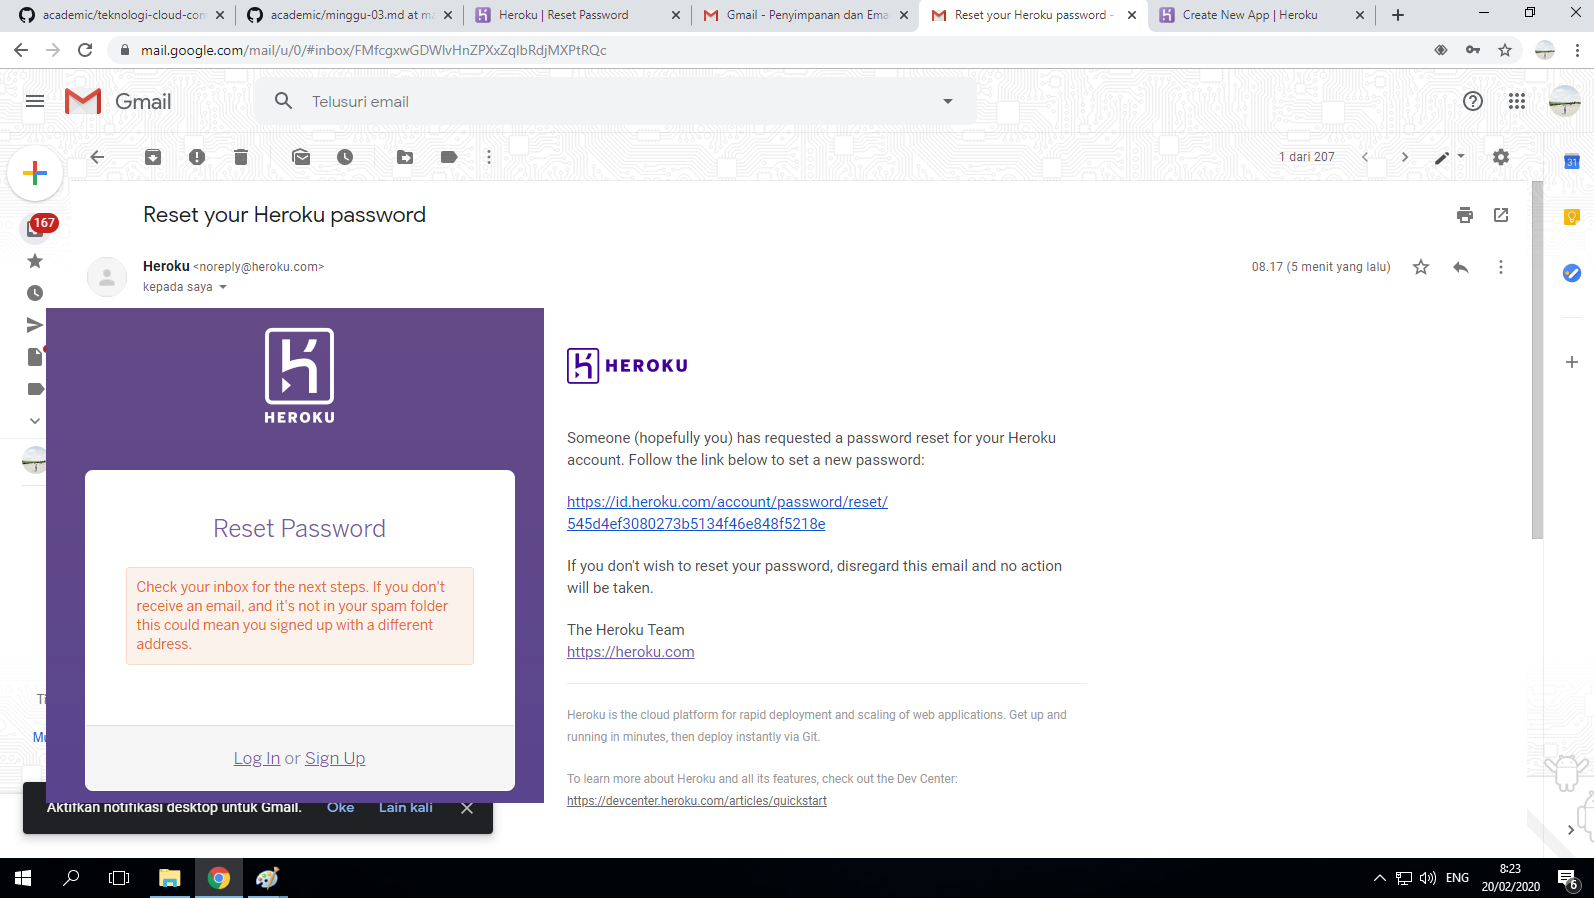 academic/teknologi-cloud-com
academic/minggu-03.md at ma
Heroku | Reset Password
Gmail - Penyimpanan dan Ema
Reset your Heroku password -
Create New App | Heroku
mail.google.com/mail/u/0/#inbox/FMfcgxwGDWlvHnZPXxZqlbRdjMXPtRQc
Gmail
Telusuri email
1 dari 207
31
167
Reset your Heroku password
Heroku <noreply@heroku.com>
08.17 (5 menit yang lalu)
kepada saya
HEROKU
Reset Password
Check your inbox for the next steps. If you don't
receive an email, and it's not in your spam folder
this could mean you signed up with a different
address.
Log In or Sign Up
HEROKU
Someone (hopefully you) has requested a password reset for your Heroku
account. Follow the link below to set a new password:
https://id.heroku.com/account/password/reset/
545d4ef3080273b5134f46e848f5218e
If you don't wish to reset your password, disregard this email and no action
will be taken.
The Heroku Team
https://heroku.com
Heroku is the cloud platform for rapid deployment and scaling of web applications. Get up and
running in minutes, then deploy instantly via Git.
To learn more about Heroku and all its features, check out the Dev Center:
https://devcenter.heroku.com/articles/quickstart
Ti
Mu
Aktifkan notifikasi desktop untuk Gmail. Oke Lain kali
ENG
8:23
20/02/2020
6